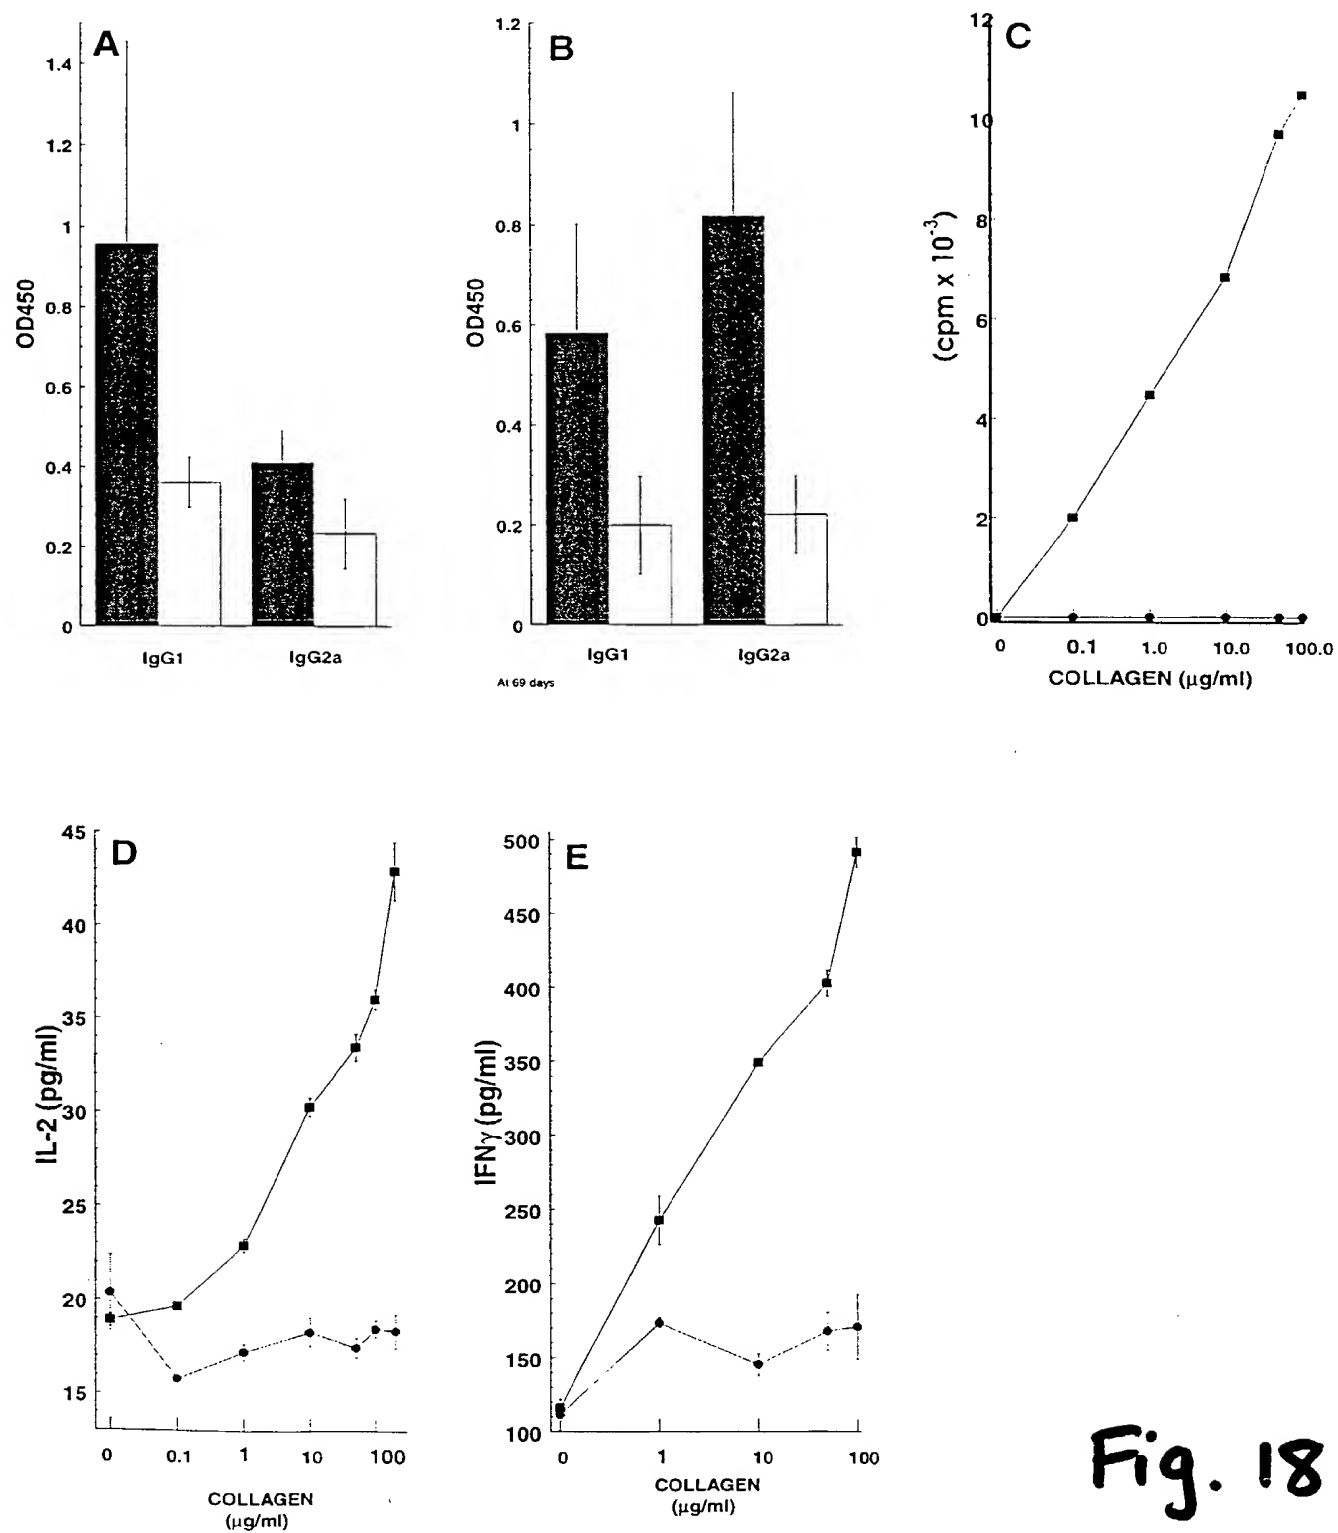 A
1.4
1.2
1
0.8
0.6
0.4
0.2
0
OD450
IgG1 IgG2a
B
1.2
1
0.8
0.6
0.4
0.2
0
OD450
IgG1 IgG2a
At 69 days
C
12
10
8
6
4
2
0
(cpm x 10⁻³)
0 0.1 1.0 10.0 100.0
COLLAGEN (µg/ml)
D
45
40
35
30
25
20
15
IL-2 (pg/ml)
0 0.1 1 10 100
COLLAGEN
(µg/ml)
E
500
450
400
350
300
250
200
150
100
IFNγ (pg/ml)
0 1 10 100
COLLAGEN
(µg/ml)
Fig. 18